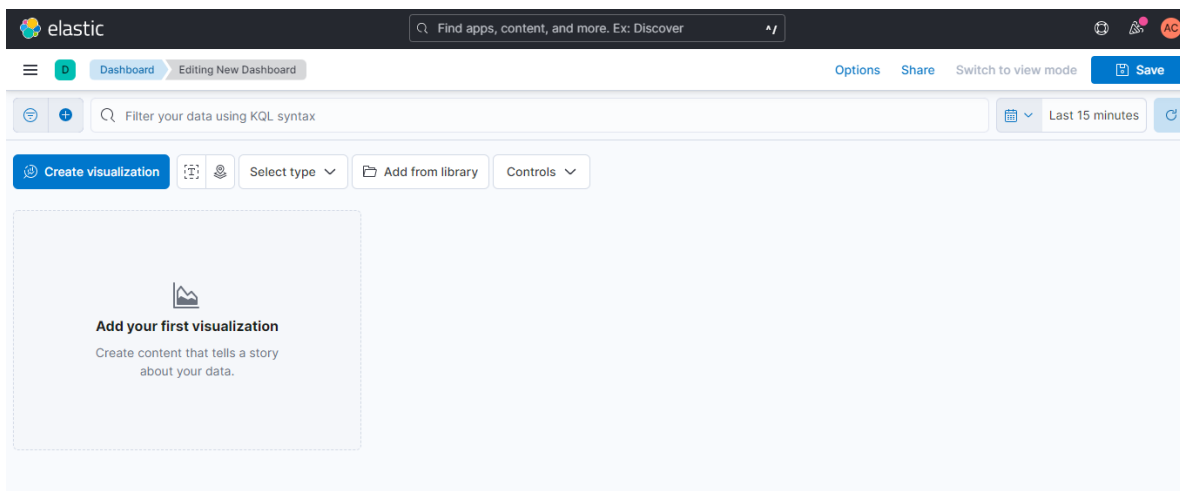 elastic
Find apps, content, and more. Ex: Discover
^/
AC
D
Dashboard
Editing New Dashboard
Options
Share
Switch to view mode
Save
Filter your data using KQL syntax
Last 15 minutes
Create visualization
T
Select type
Add from library
Controls
Add your first visualization
Create content that tells a story
about your data.